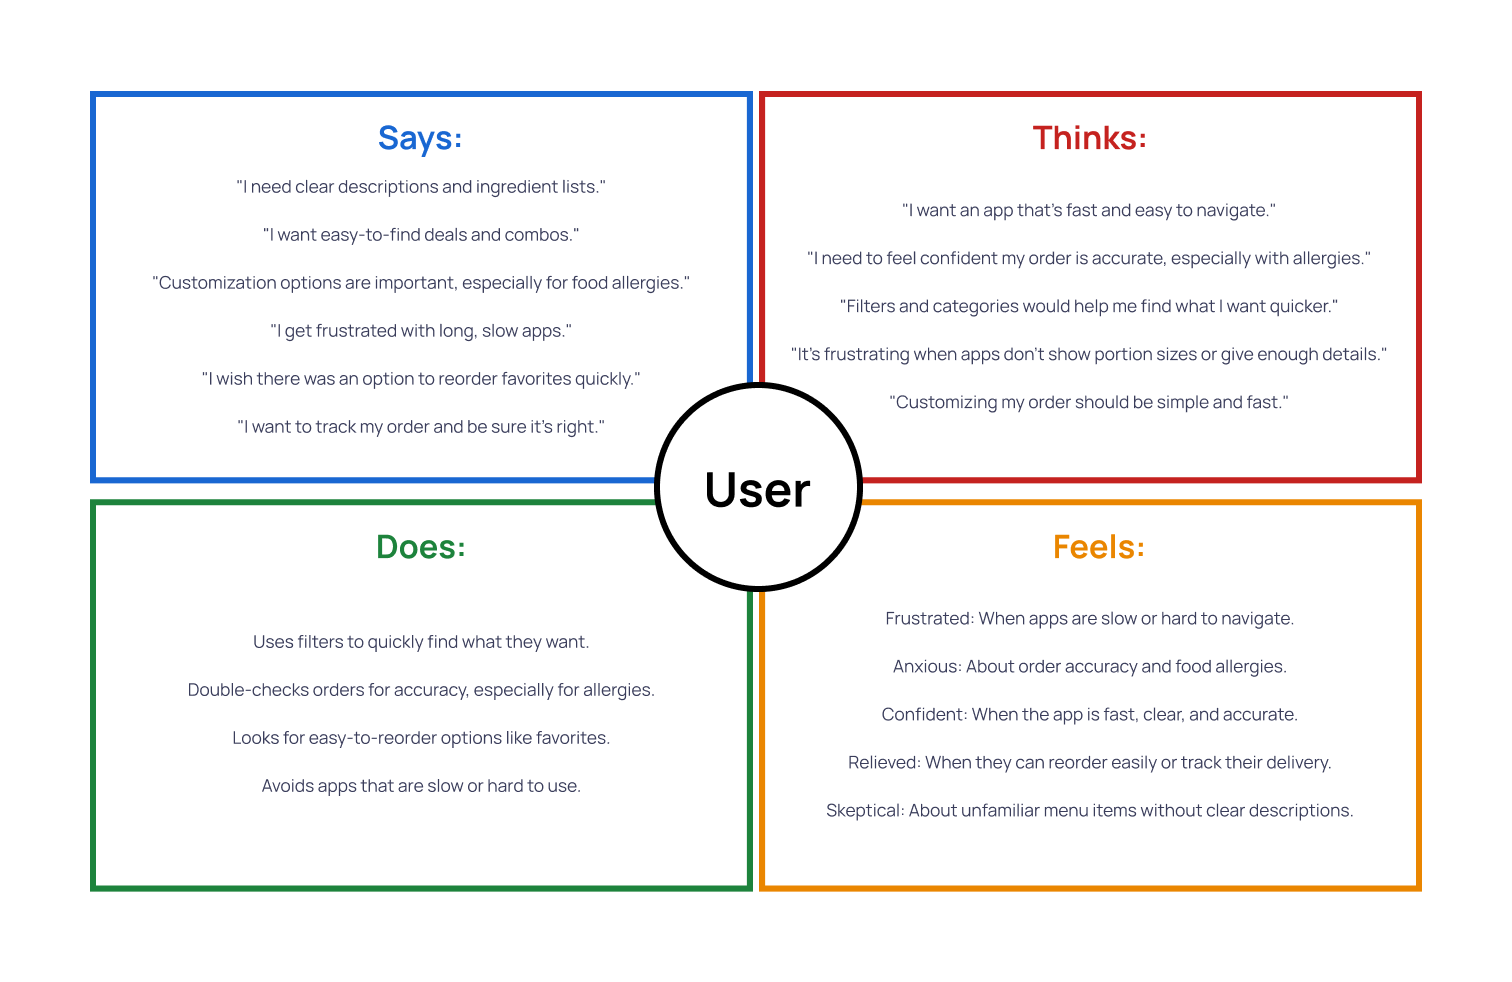 Says:
"I need clear descriptions and ingredient lists."
"I want easy-to-find deals and combos."
"Customization options are important, especially for food allergies."
"I get frustrated with long, slow apps."
"I wish there was an option to reorder favorites quickly."
"I want to track my order and be sure it’s right."
Thinks:
"I want an app that’s fast and easy to navigate."
"I need to feel confident my order is accurate, especially with allergies."
"Filters and categories would help me find what I want quicker."
"It’s frustrating when apps don’t show portion sizes or give enough details."
"Customizing my order should be simple and fast."
User
Does:
Uses filters to quickly find what they want.
Double-checks orders for accuracy, especially for allergies.
Looks for easy-to-reorder options like favorites.
Avoids apps that are slow or hard to use.
Feels:
Frustrated: When apps are slow or hard to navigate.
Anxious: About order accuracy and food allergies.
Confident: When the app is fast, clear, and accurate.
Relieved: When they can reorder easily or track their delivery.
Skeptical: About unfamiliar menu items without clear descriptions.